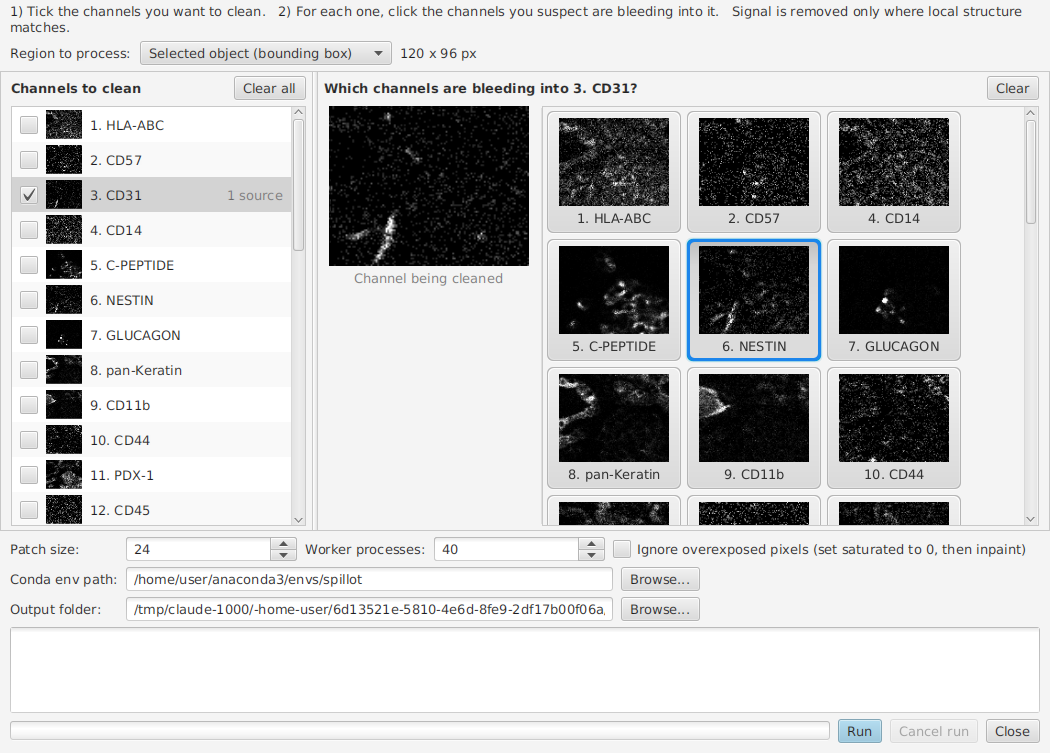 1) Tick the channels you want to clean.   2) For each one, click the channels you suspect are bleeding into it.   Signal is removed only where local structure
matches.
Region to process: Selected object (bounding box) 120 x 96 px
Channels to clean Clear all
1. HLA-ABC
2. CD57
3. CD31 1 source
4. CD14
5. C-PEPTIDE
6. NESTIN
7. GLUCAGON
8. pan-Keratin
9. CD11b
10. CD44
11. PDX-1
12. CD45
Which channels are bleeding into 3. CD31? Clear
Channel being cleaned
1. HLA-ABC 2. CD57 4. CD14
5. C-PEPTIDE 6. NESTIN 7. GLUCAGON
8. pan-Keratin 9. CD11b 10. CD44
Patch size: 24 Worker processes: 40 Ignore overexposed pixels (set saturated to 0, then inpaint)
Conda env path: /home/user/anaconda3/envs/spillot Browse...
Output folder: /tmp/claude-1000/-home-user/6d13521e-5810-4e6d-8fe9-2df17b00f06a, Browse...
Run Cancel run Close